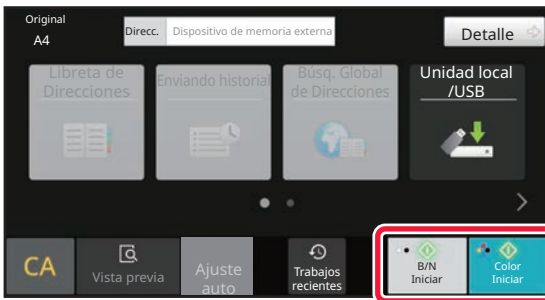 Original
A4
Direcc. Dispositivo de memoria externa
Detalle
Libreta de
Direcciones
Enviando historial
Búsq. Global
de Direcciones
Unidad local
/USB
CA
Vista previa
Ajuste
auto
Trabajos
recientes
B/N
Iniciar
Color
Iniciar